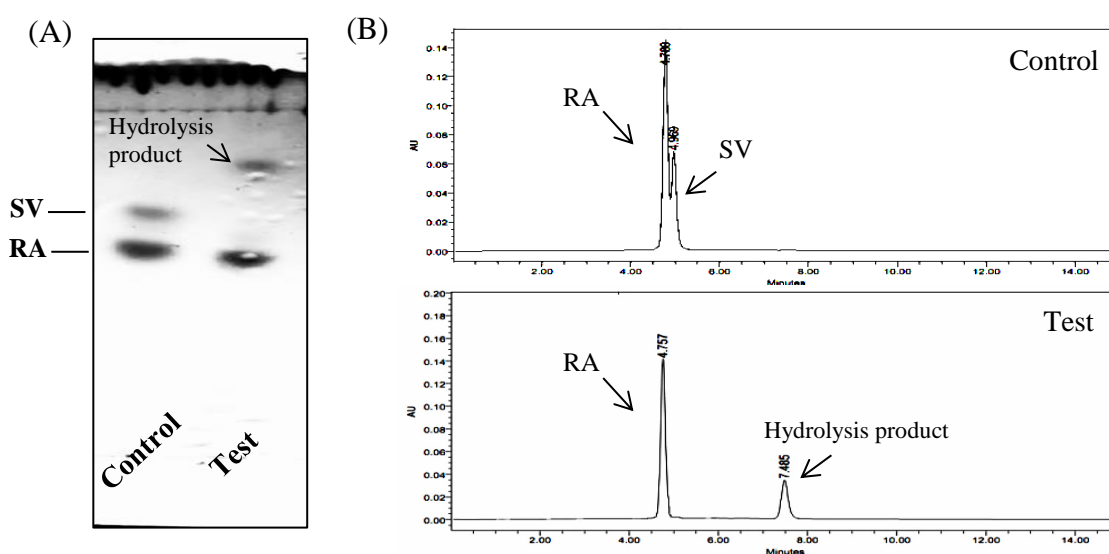 (A)
Hydrolysis
product
SV
RA
Control
Test
(B)
Control
RA
SV
4.780
4.969
AU
0.14
0.12
0.10
0.08
0.06
0.04
0.02
0.00
2.00 4.00 6.00 8.00 10.00 12.00 14.00
Minutes
Test
RA
Hydrolysis product
4.757
7.485
AU
0.20
0.18
0.16
0.14
0.12
0.10
0.08
0.06
0.04
0.02
0.00
2.00 4.00 6.00 8.00 10.00 12.00 14.00
Minutes